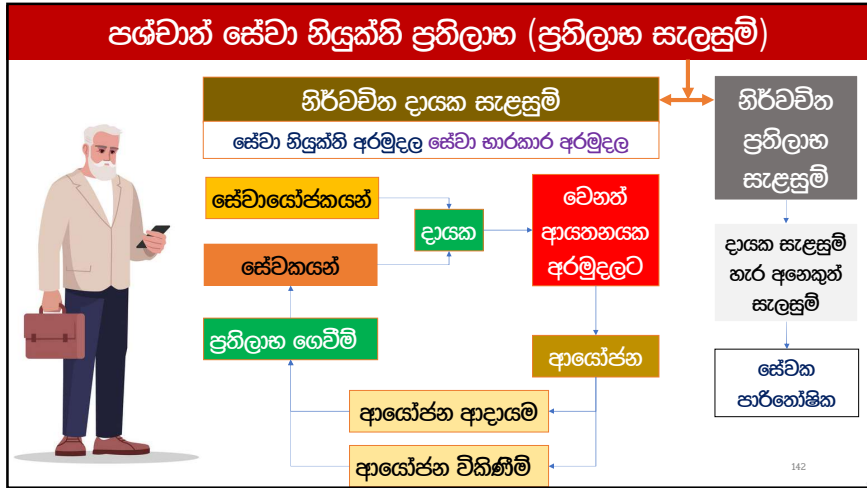 පශ්චාත් සේවා නියුක්ති ප්‍රතිලාභ (ප්‍රතිලාභ සැලසුම්)
නිර්වචිත දායක සැළසුම්
සේවා නියුක්ති අරමුදල සේවා භාරකාර අරමුදල
සේවායෝජකයන්
සේවකයන්
දායක
වෙනත්
ආයතනයක
අරමුදලට
ප්‍රතිලාභ ගෙවීම්
ආයෝජන
ආයෝජන ආදායම
ආයෝජන විකිණීම්
නිර්වචිත
ප්‍රතිලාභ
සැළසුම්
දායක සැළසුම්
හැර අනෙකුත්
සැලසුම්
සේවක
පාරිතෝෂික
142